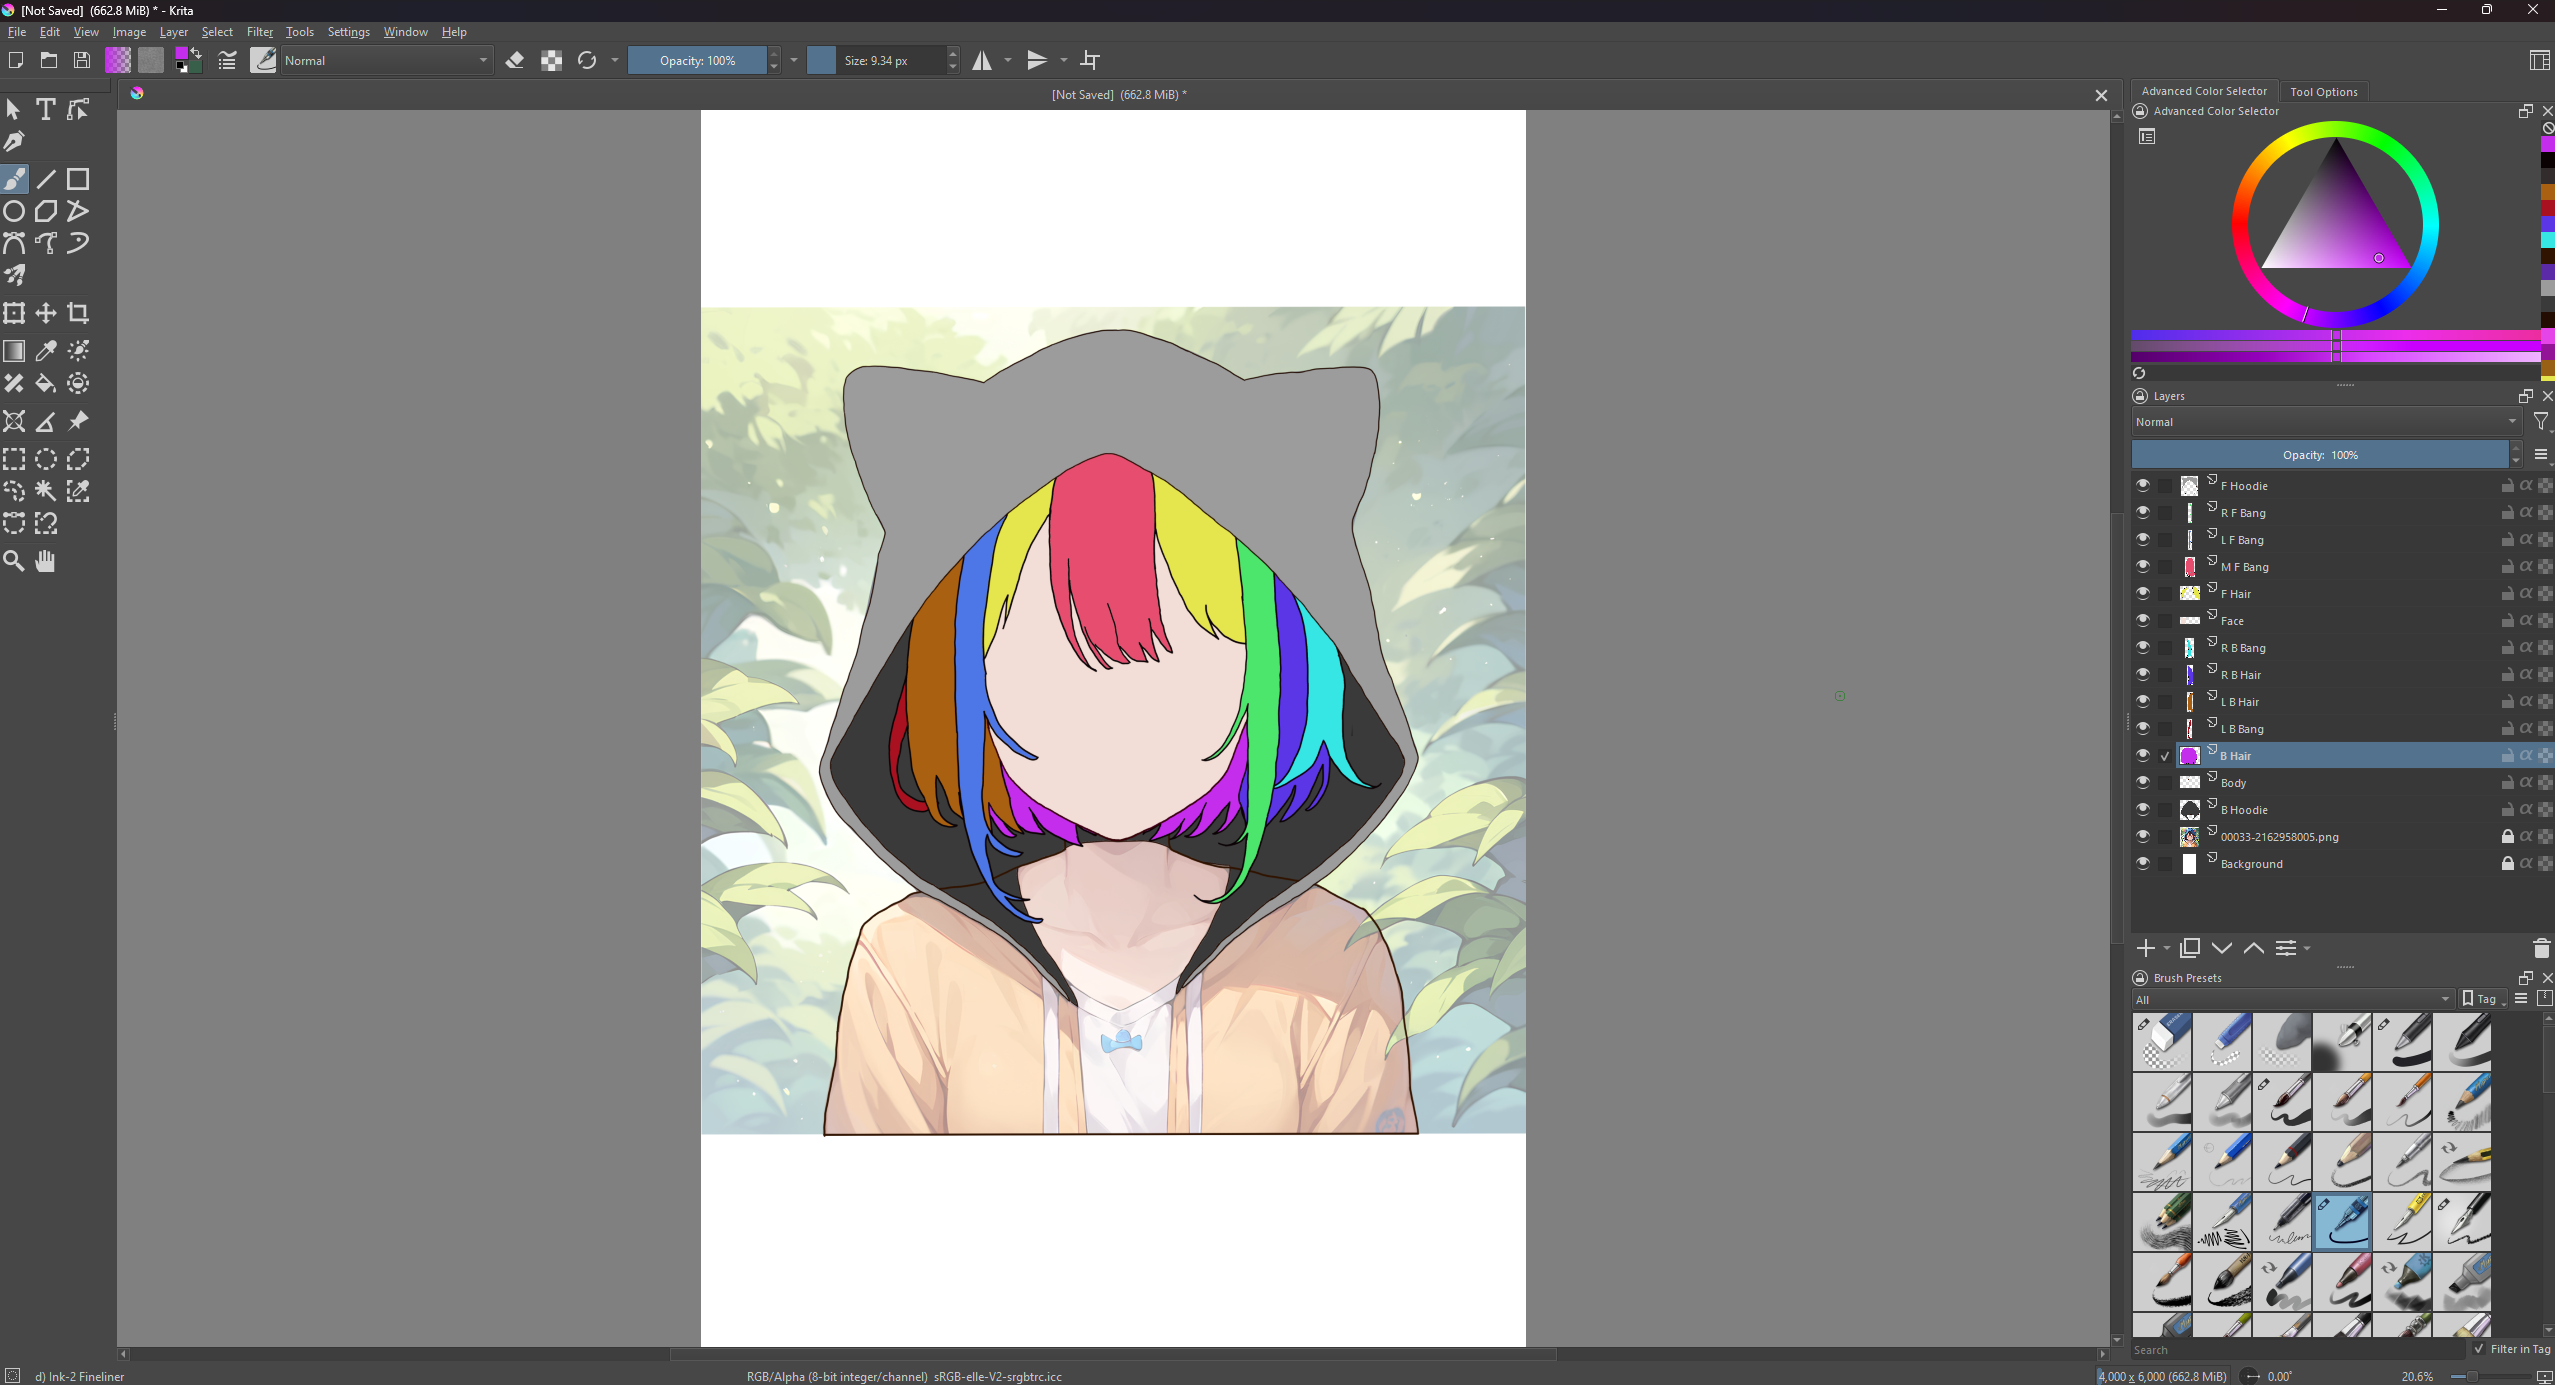 [Not Saved]  (662.8 MiB) * - Krita
File Edit View Image Layer Select Filter Tools Settings Window Help
Normal
Opacity: 100%
Size: 9.34 px
[Not Saved]  (662.8 MiB) *
Advanced Color Selector
Tool Options
Advanced Color Selector
Layers
Normal
Opacity:  100%
F Hoodie
R F Bang
L F Bang
M F Bang
F Hair
Face
R B Bang
R B Hair
L B Hair
L B Bang
B Hair
Body
B Hoodie
00033-2162958005.png
Background
Brush Presets
All
Tag
Search
Filter in Tag
d) Ink-2 Fineliner
RGB/Alpha (8-bit integer/channel)  sRGB-elle-V2-srgbtrc.icc
4,000 x 6,000 (662.8 MiB)
0.00°
20.6%